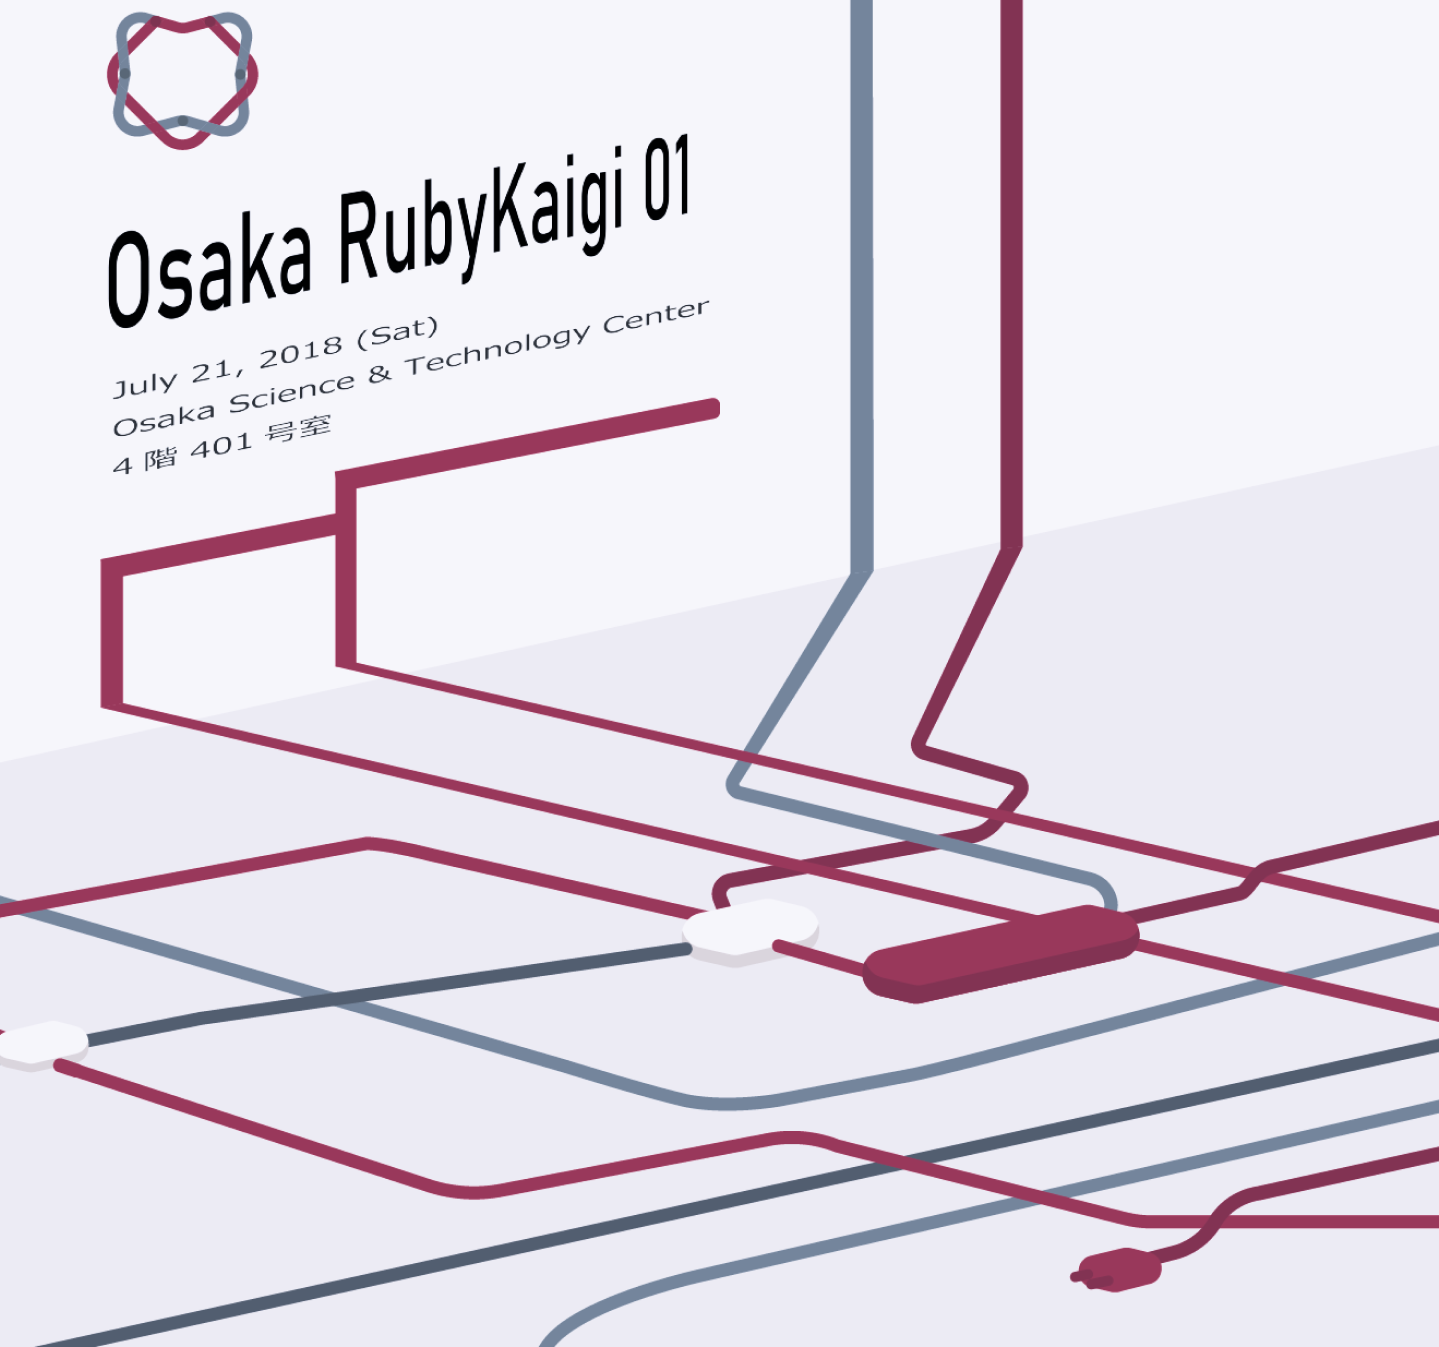 Osaka RubyKaigi 01
July 21, 2018 (Sat)
Osaka Science & Technology Center
4 階 401 号室